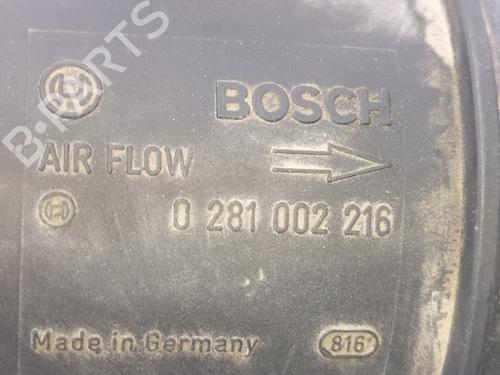 BOSCH
AIR FLOW
0 281 002 216
Made in Germany 816
B-PARTS